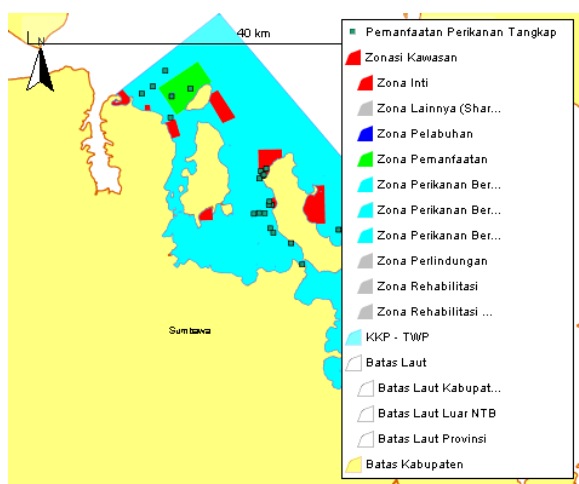 N
40 km
Pemanfaatan Perikanan Tangkap
Zonasi Kawasan
Zona Inti
Zona Lainnya (Shar...
Zona Pelabuhan
Zona Pemanfaatan
Zona Perikanan Ber...
Zona Perikanan Ber...
Zona Perikanan Ber...
Zona Perlindungan
Zona Rehabilitasi
Zona Rehabilitasi ...
KKP - TWP
Batas Laut
Batas Laut Kabupat...
Batas Laut Luar NTB
Batas Laut Provinsi
Batas Kabupaten
Sumbawa